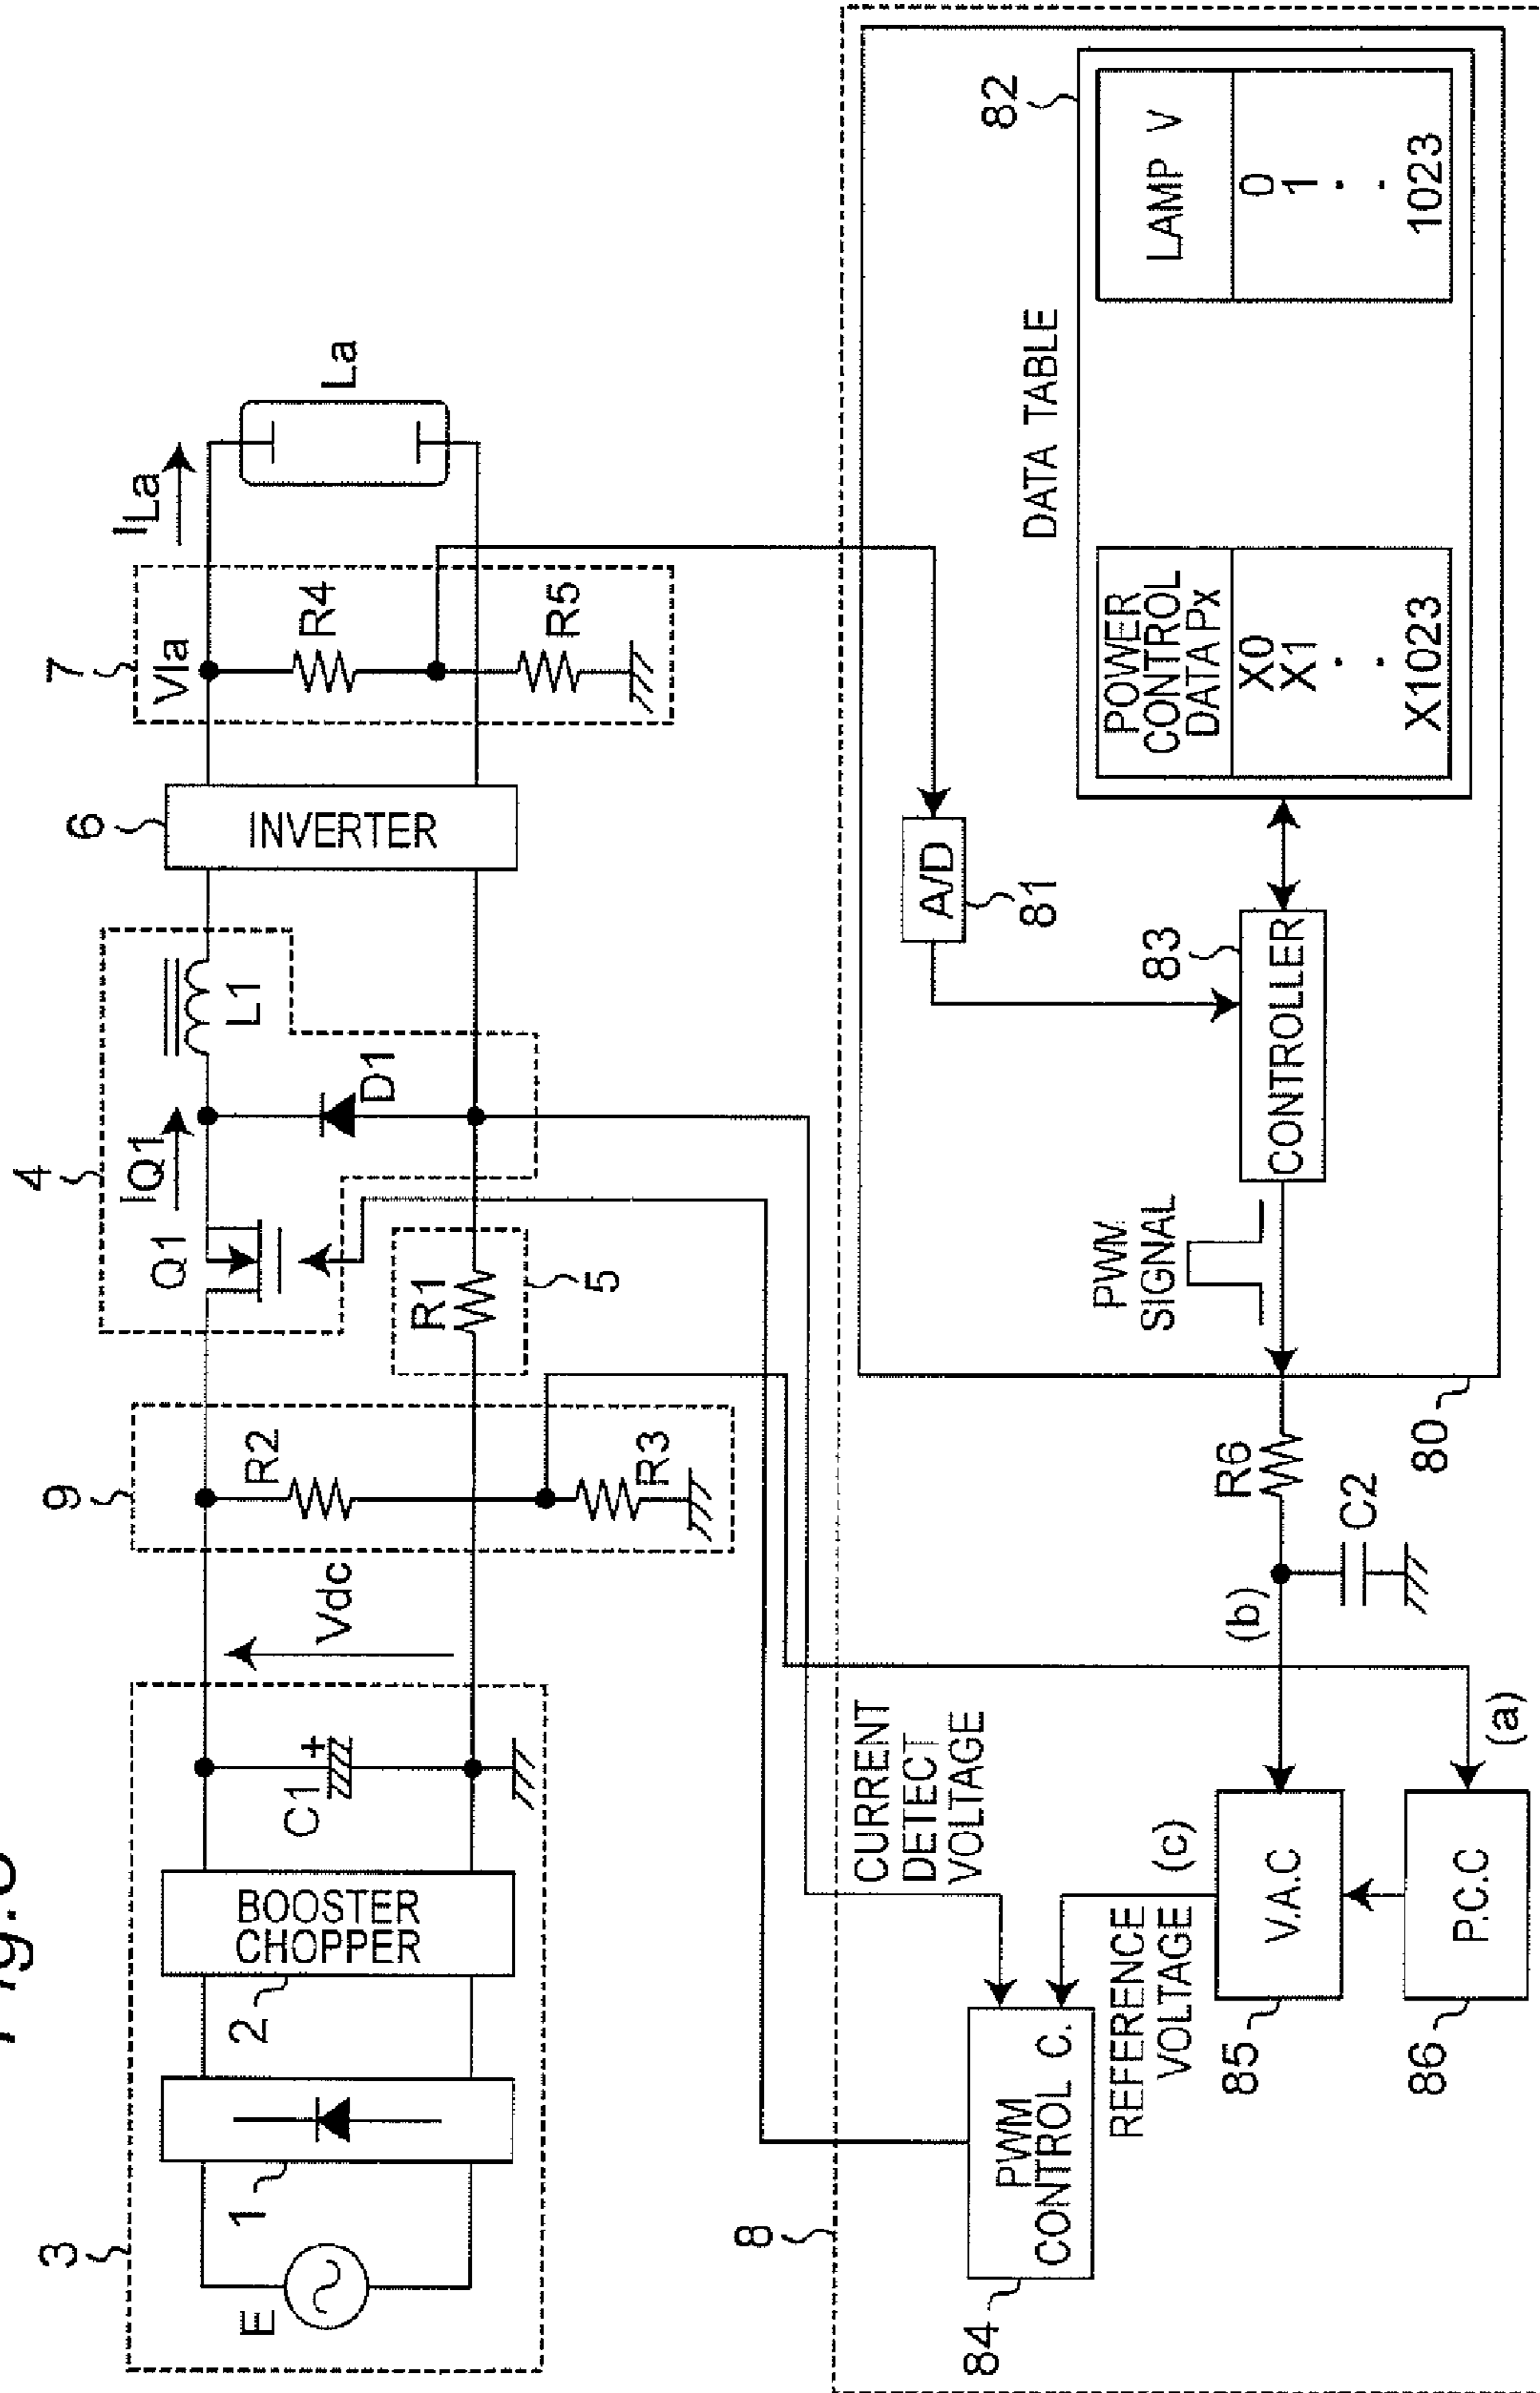 3
E
1
2
BOOSTER
CHOPPER
C1
+
Vdc
9
R2
R3
4
Q1
IQ1
L1
D1
R1
5
6
INVERTER
7
Vla
R4
R5
ILa
La
8
84
PWM
CONTROL C.
CURRENT
DETECT
VOLTAGE
REFERENCE
VOLTAGE
(c)
85
V.A.C
86
P.C.C
(a)
(b)
C2
R6
80
PWM
SIGNAL
83
CONTROLLER
A/D
81
DATA TABLE
82
POWER
CONTROL
DATA Px
X0
X1
.
.
X1023
LAMP V
0
1
.
.
1023